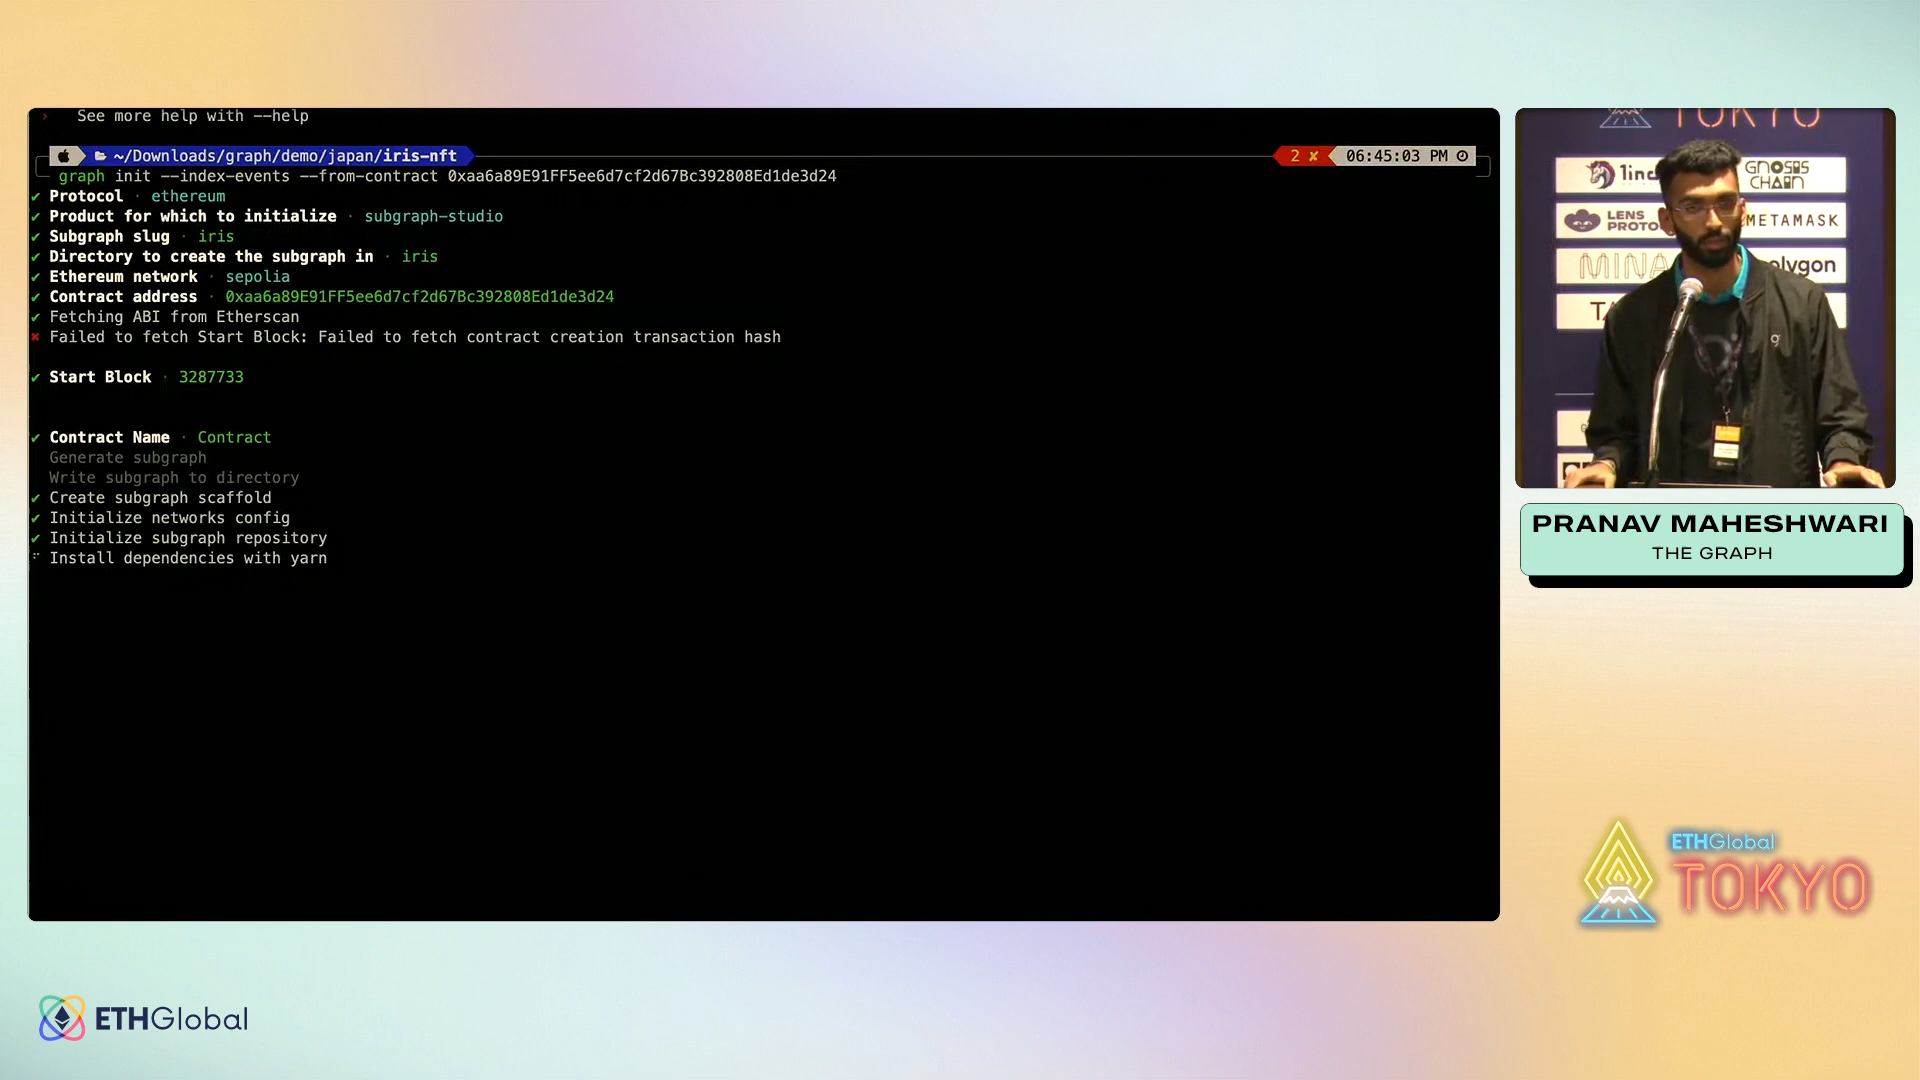 See more help with --help
~/Downloads/graph/demo/japan/iris-nft
2 ✘ 06:45:03 PM
graph init --index-events --from-contract 0xaa6a89E91FF5ee6d7cf2d67Bc392808Ed1de3d24
✔ Protocol · ethereum
✔ Product for which to initialize · subgraph-studio
✔ Subgraph slug · iris
✔ Directory to create the subgraph in · iris
✔ Ethereum network · sepolia
✔ Contract address · 0xaa6a89E91FF5ee6d7cf2d67Bc392808Ed1de3d24
✔ Fetching ABI from Etherscan
✖ Failed to fetch Start Block: Failed to fetch contract creation transaction hash
✔ Start Block · 3287733
✔ Contract Name · Contract
Generate subgraph
Write subgraph to directory
✔ Create subgraph scaffold
✔ Initialize networks config
✔ Initialize subgraph repository
Install dependencies with yarn
TOKYO
GNOSIS
CHAIN
LENS
METAMASK
MINA
PRANAV MAHESHWARI
THE GRAPH
ETHGlobal
TOKYO
ETHGlobal